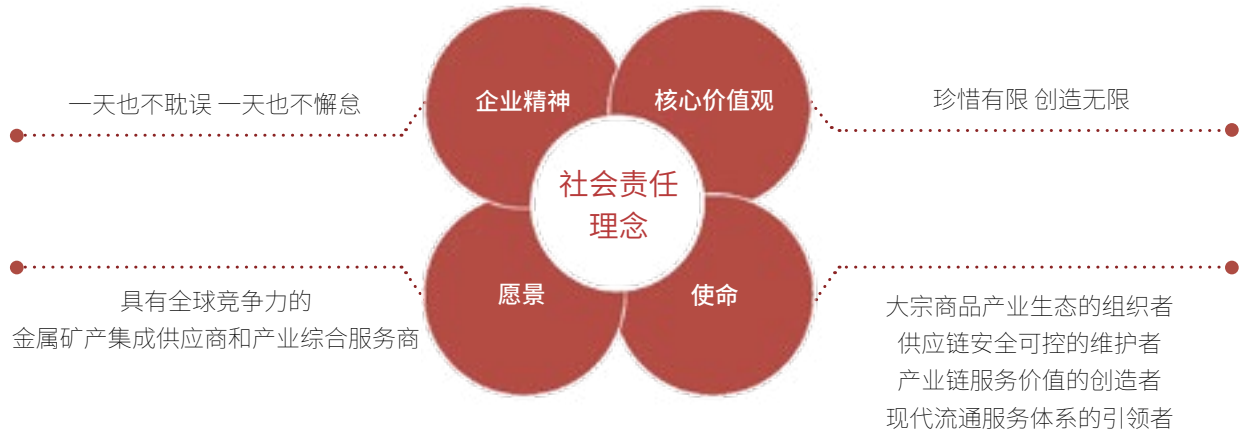 企业精神
一天也不耽误 一天也不懈怠
核心价值观
珍惜有限 创造无限
社会责任
理念
愿景
具有全球竞争力的
金属矿产集成供应商和产业综合服务商
使命
大宗商品产业生态的组织者
供应链安全可控的维护者
产业链服务价值的创造者
现代流通服务体系的引领者